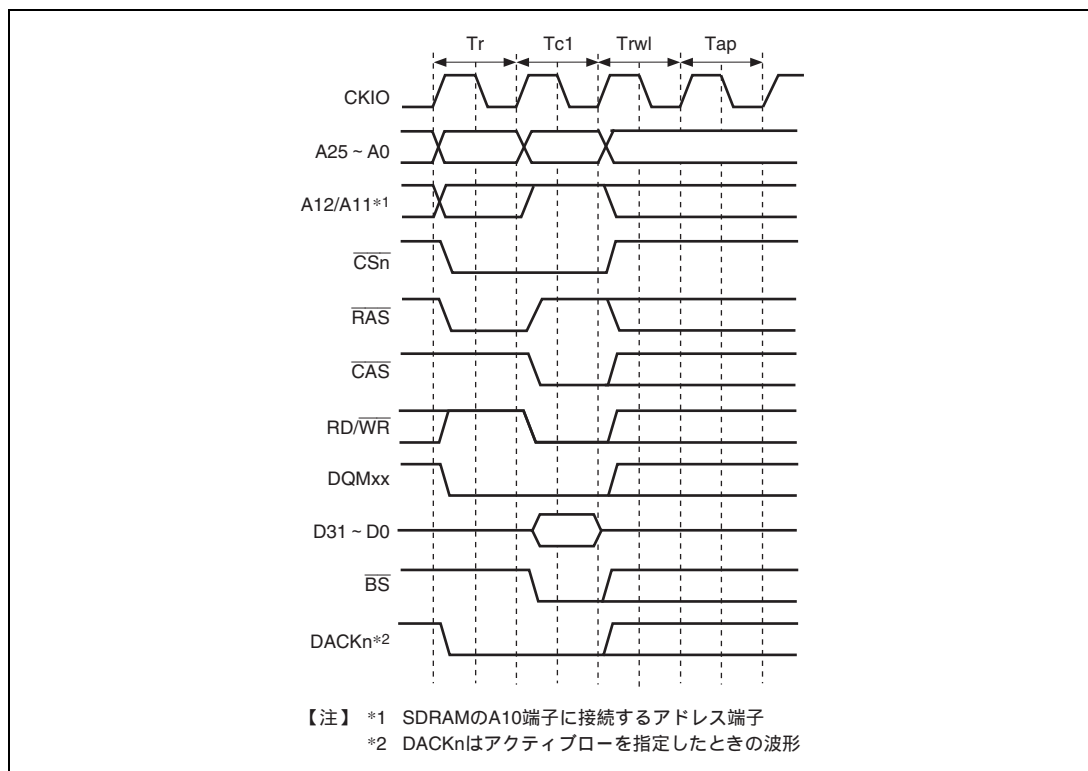 Tr Tc1 Trwl Tap
CKIO
A25 ~ A0
A12/A11*1
CSn
RAS
CAS
RD/WR
DQMxx
D31 ~ D0
BS
DACKn*2
【注】 *1 SDRAMのA10端子に接続するアドレス端子
*2 DACKnはアクティブローを指定したときの波形